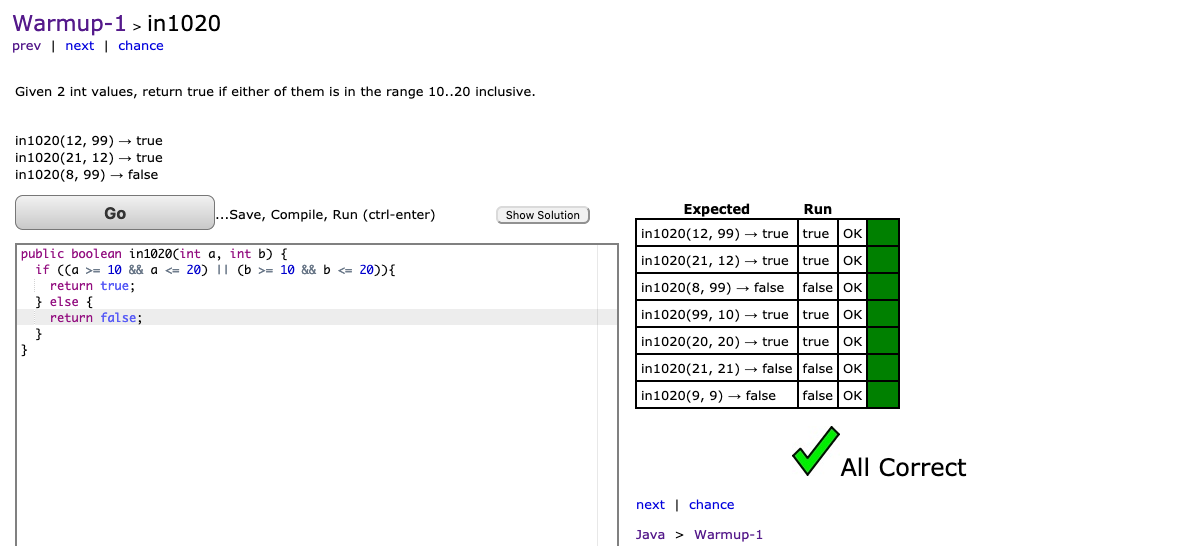 Warmup-1 > in1020
prev | next | chance
Given 2 int values, return true if either of them is in the range 10..20 inclusive.
in1020(12, 99) → true
in1020(21, 12) → true
in1020(8, 99) → false
Go
...Save, Compile, Run (ctrl-enter)
Show Solution
public boolean in1020(int a, int b) {
  if ((a >= 10 && a <= 20) || (b >= 10 && b <= 20)){
    return true;
  } else {
    return false;
  }
}
Expected Run
in1020(12, 99) → true true OK
in1020(21, 12) → true true OK
in1020(8, 99) → false false OK
in1020(99, 10) → true true OK
in1020(20, 20) → true true OK
in1020(21, 21) → false false OK
in1020(9, 9) → false false OK
All Correct
next | chance
Java > Warmup-1